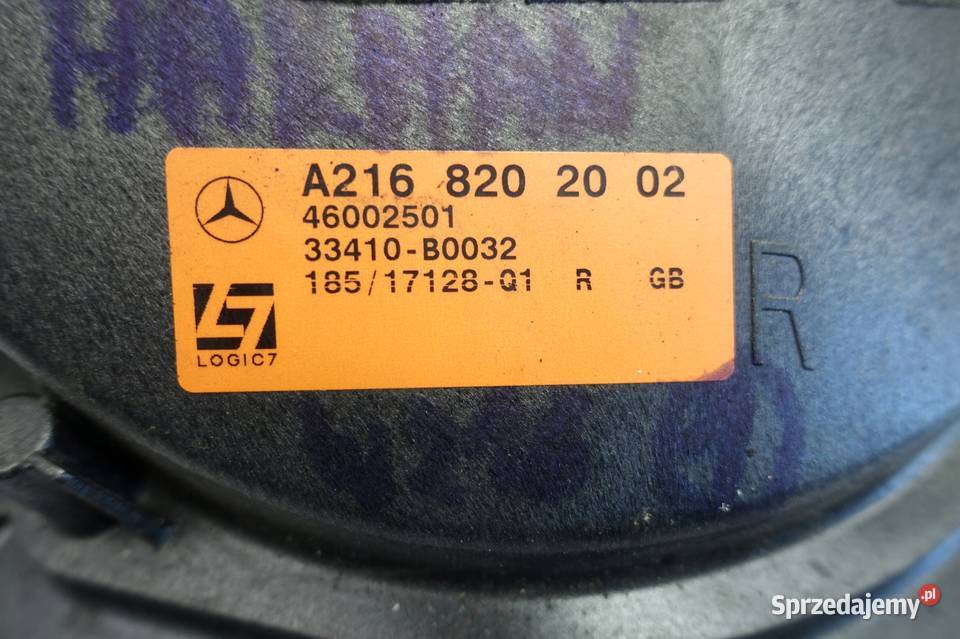 A216 820 20 02
46002501
33410-B0032
185/17128-Q1 R GB
LOGIC7
R
Sprzedajemy.pl